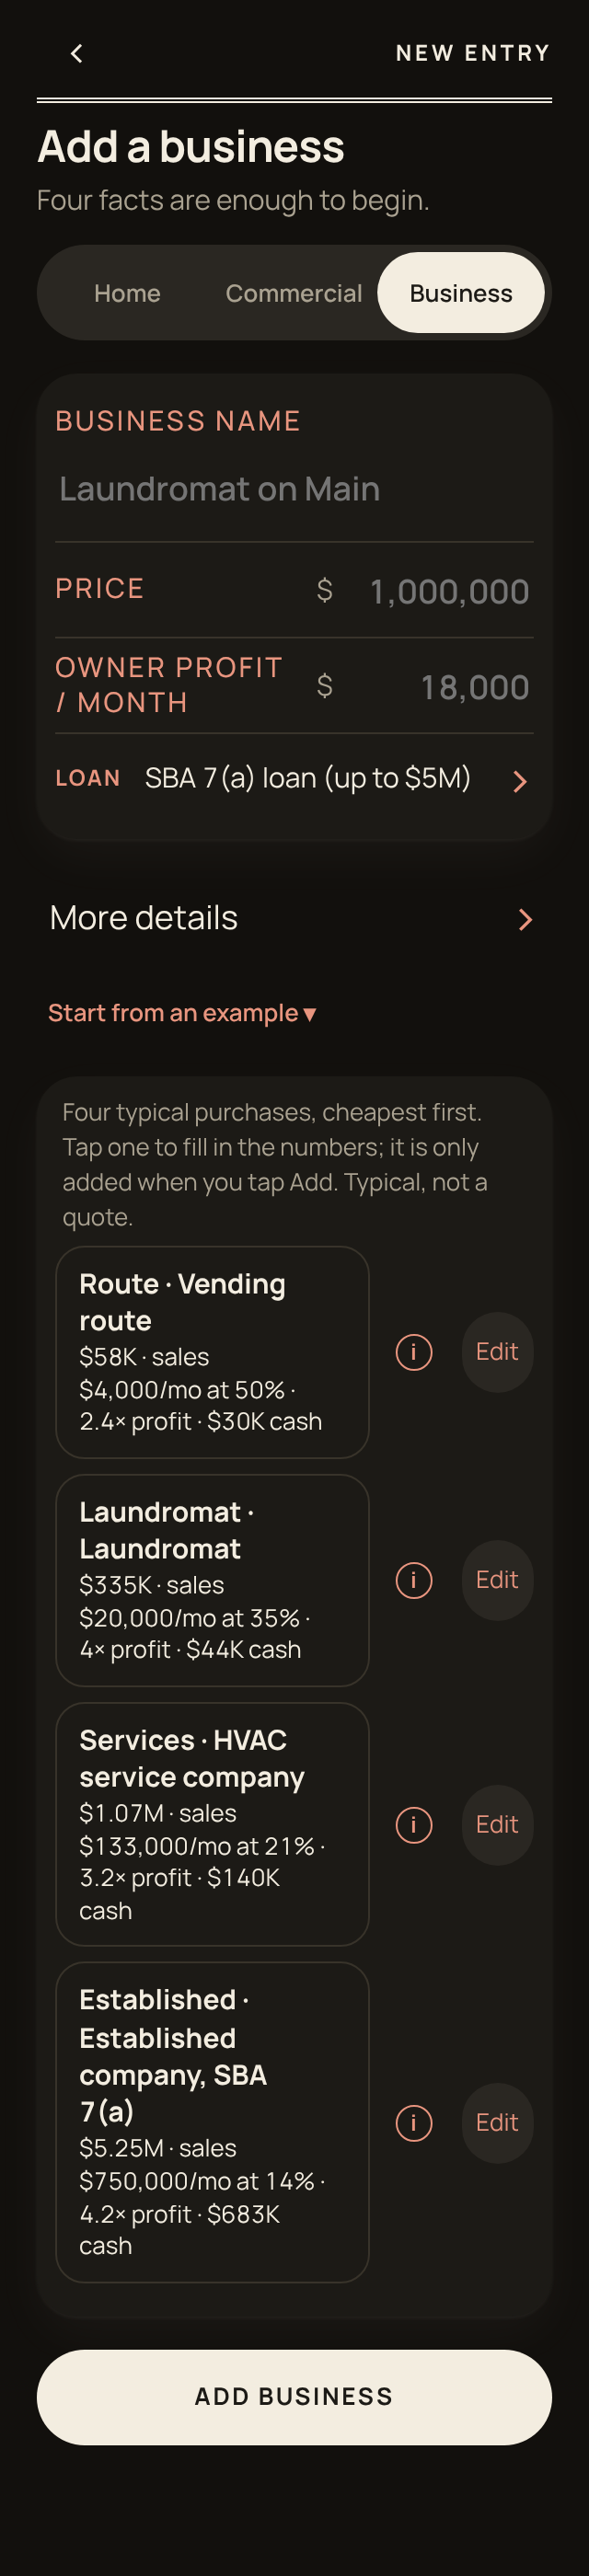 NEW ENTRY
Add a business
Four facts are enough to begin.
Home Commercial Business
BUSINESS NAME
Laundromat on Main
PRICE $ 1,000,000
OWNER PROFIT
/ MONTH $ 18,000
LOAN SBA 7(a) loan (up to $5M)
More details
Start from an example ▾
Four typical purchases, cheapest first.
Tap one to fill in the numbers; it is only
added when you tap Add. Typical, not a
quote.
Route · Vending
route
$58K · sales
$4,000/mo at 50% ·
2.4× profit · $30K cash
i Edit
Laundromat ·
Laundromat
$335K · sales
$20,000/mo at 35% ·
4× profit · $44K cash
i Edit
Services · HVAC
service company
$1.07M · sales
$133,000/mo at 21% ·
3.2× profit · $140K
cash
i Edit
Established ·
Established
company, SBA
7(a)
$5.25M · sales
$750,000/mo at 14% ·
4.2× profit · $683K
cash
i Edit
ADD BUSINESS